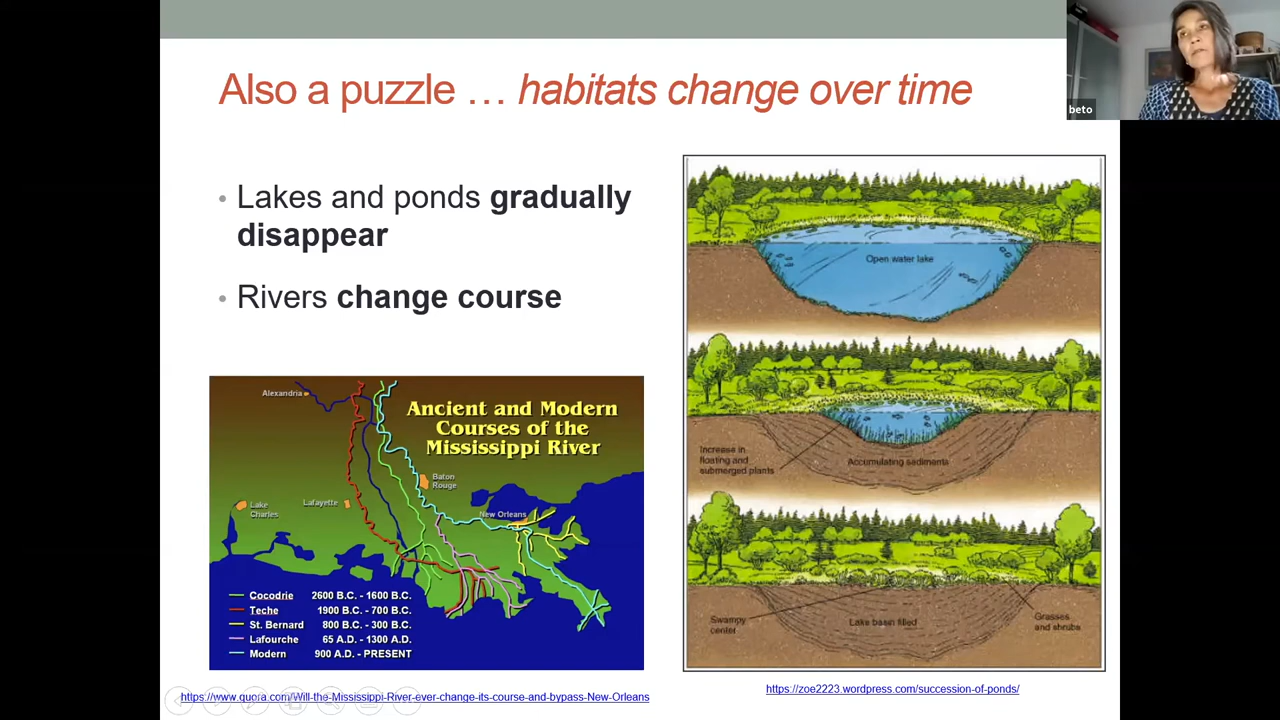 beto
Also a puzzle … habitats change over time
• Lakes and ponds gradually
disappear
• Rivers change course
Alexandria
Ancient and Modern
Courses of the
Mississippi River
Baton
Rouge
Lake
Charles
Lafayette
New Orleans
Cocodrie 2600 B.C. - 1600 B.C.
Teche 1900 B.C. - 700 B.C.
St. Bernard 800 B.C. - 300 B.C.
Lafourche 65 A.D. - 1300 A.D.
Modern 900 A.D. - PRESENT
https://www.quora.com/Will-the-Mississippi-River-ever-change-its-course-and-bypass-New-Orleans
Open water lake
Increase in
floating and
submerged plants
Accumulating sediments
Swampy
center
Lake basin filled
Grasses
and shrubs
https://zoe2223.wordpress.com/succession-of-ponds/